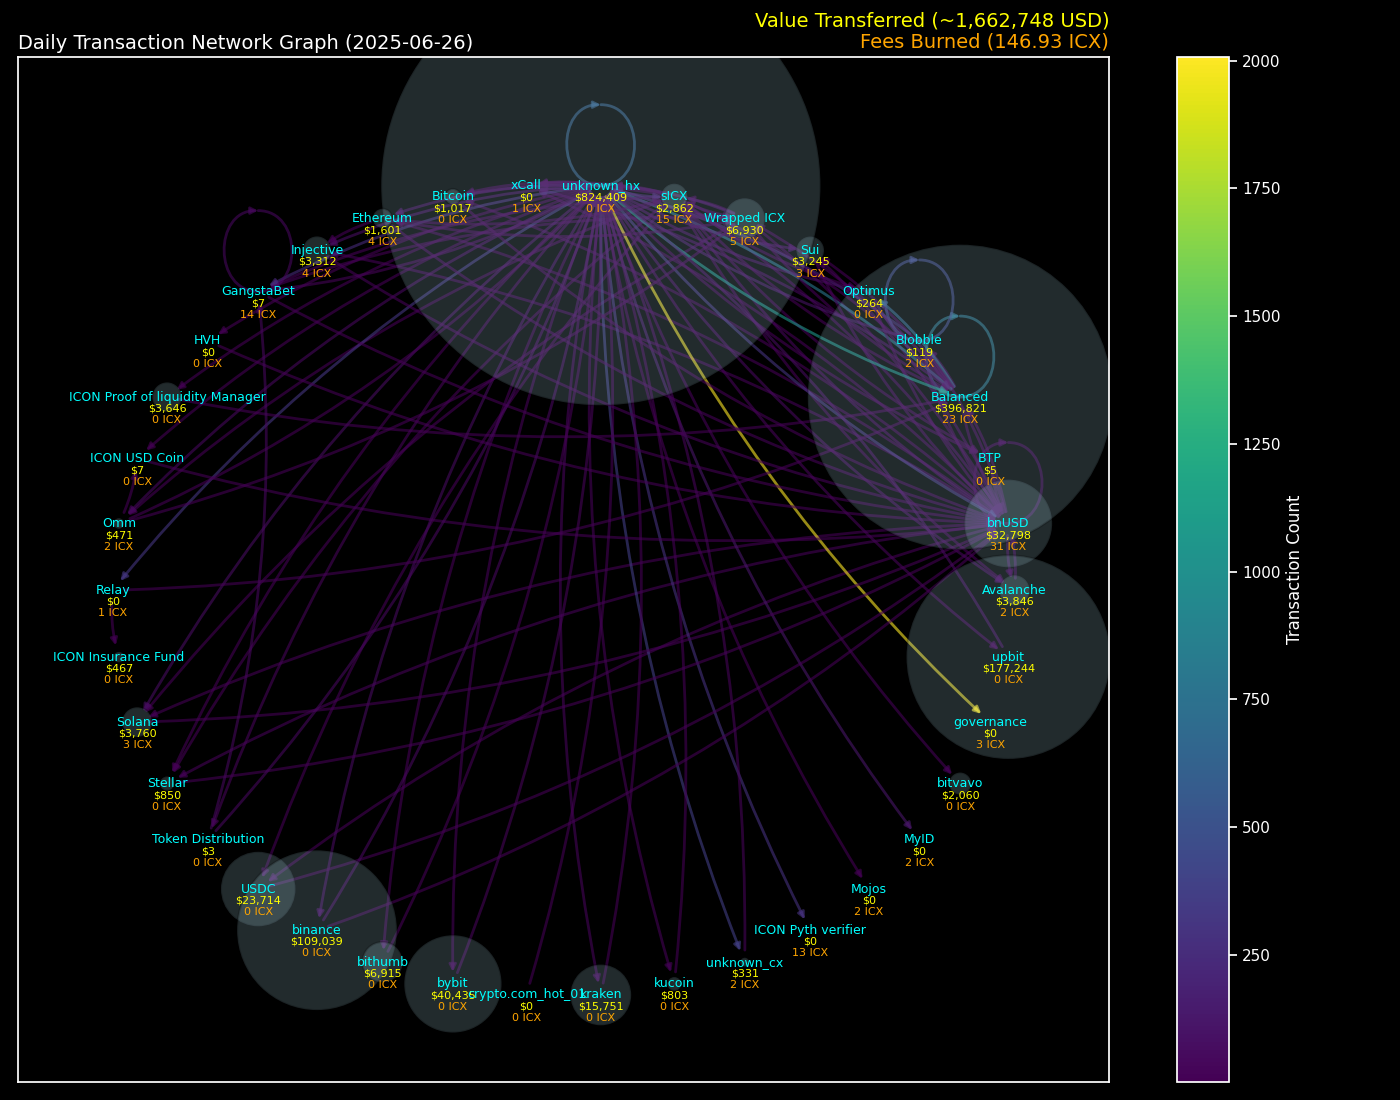 Value Transferred (~1,662,748 USD)
Daily Transaction Network Graph (2025-06-26)
Fees Burned (146.93 ICX)
unknown_hx
$824,409
0 ICX
xCall
$0
1 ICX
Bitcoin
$1,017
0 ICX
sICX
$2,862
15 ICX
Ethereum
$1,601
4 ICX
Wrapped ICX
$6,930
5 ICX
Injective
$3,312
4 ICX
Sui
$3,245
3 ICX
GangstaBet
$7
14 ICX
Optimus
$264
0 ICX
HVH
$0
0 ICX
Blobble
$119
2 ICX
ICON Proof of liquidity Manager
$3,646
0 ICX
Balanced
$396,821
23 ICX
ICON USD Coin
$7
0 ICX
BTP
$5
0 ICX
Omm
$471
2 ICX
bnUSD
$32,798
31 ICX
Relay
$0
1 ICX
Avalanche
$3,846
2 ICX
ICON Insurance Fund
$467
0 ICX
upbit
$177,244
0 ICX
Solana
$3,760
3 ICX
governance
$0
3 ICX
Stellar
$850
0 ICX
bitvavo
$2,060
0 ICX
Token Distribution
$3
0 ICX
MyID
$0
2 ICX
USDC
$23,714
0 ICX
Mojos
$0
2 ICX
binance
$109,039
0 ICX
ICON Pyth verifier
$0
13 ICX
bithumb
$6,915
0 ICX
unknown_cx
$331
2 ICX
bybit
$40,435
0 ICX
crypto.com_hot_01
$0
0 ICX
kraken
$15,751
0 ICX
kucoin
$803
0 ICX
2000
1750
1500
1250
1000
750
500
250
Transaction Count